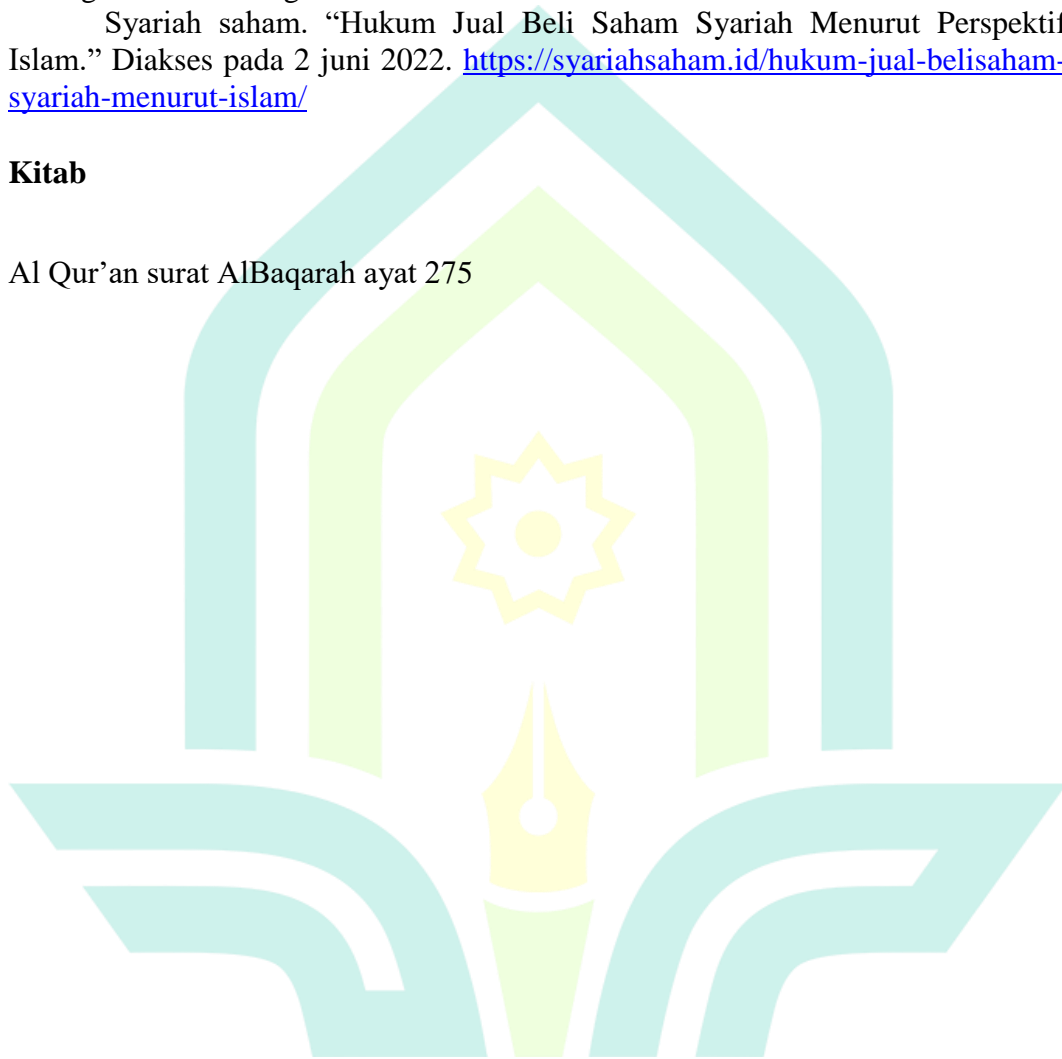 Syariah saham. “Hukum Jual Beli Saham Syariah Menurut Perspektif
Islam.” Diakses pada 2 juni 2022. https://syariahsaham.id/hukum-jual-belisaham-
syariah-menurut-islam/
Kitab
Al Qur’an surat AlBaqarah ayat 275